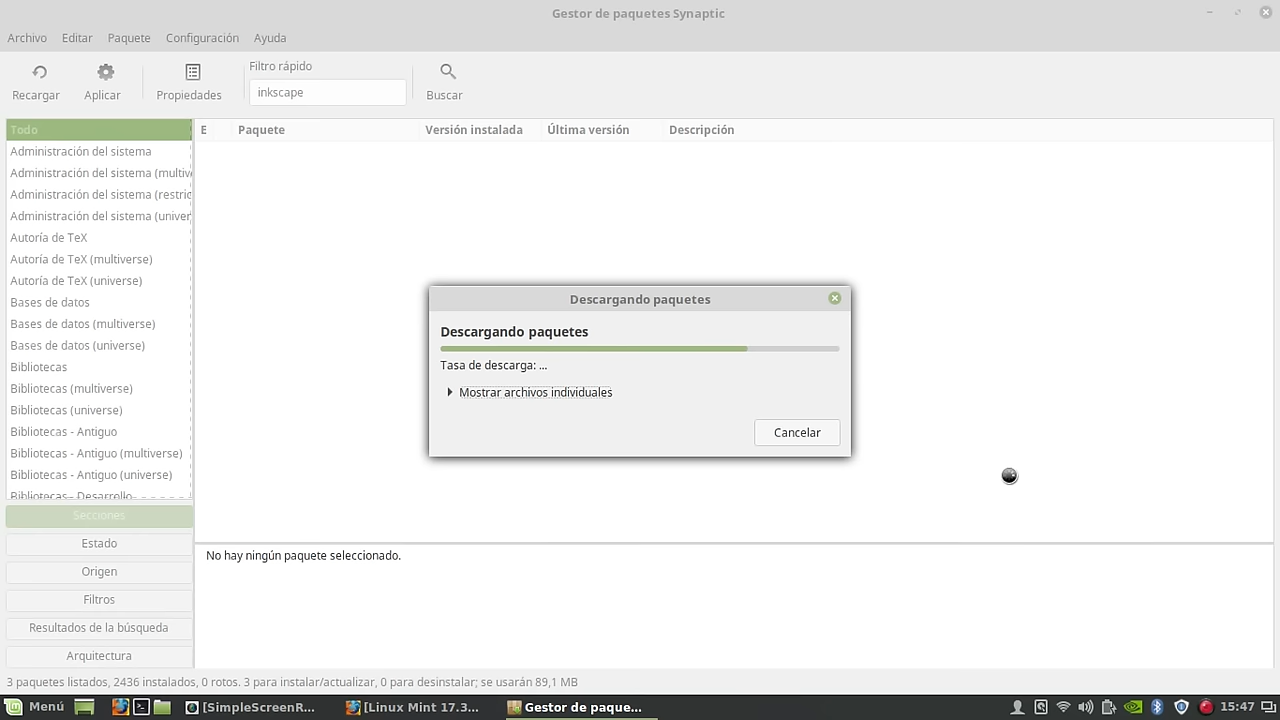 Gestor de paquetes Synaptic
Archivo Editar Paquete Configuración Ayuda
Recargar Aplicar Propiedades
Filtro rápido
inkscape
Buscar
Todo
Administración del sistema
Administración del sistema (multiv
Administración del sistema (restric
Administración del sistema (univer
Autoría de TeX
Autoría de TeX (multiverse)
Autoría de TeX (universe)
Bases de datos
Bases de datos (multiverse)
Bases de datos (universe)
Bibliotecas
Bibliotecas (multiverse)
Bibliotecas (universe)
Bibliotecas - Antiguo
Bibliotecas - Antiguo (multiverse)
Bibliotecas - Antiguo (universe)
Bibliotecas - Desarrollo
Secciones
Estado
Origen
Filtros
Resultados de la búsqueda
Arquitectura
E Paquete Versión instalada Última versión Descripción
Descargando paquetes
Descargando paquetes
Tasa de descarga: ...
Mostrar archivos individuales
Cancelar
No hay ningún paquete seleccionado.
3 paquetes listados, 2436 instalados, 0 rotos. 3 para instalar/actualizar, 0 para desinstalar; se usarán 89,1 MB
Menú [SimpleScreenR... [Linux Mint 17.3... Gestor de paque... 15:47